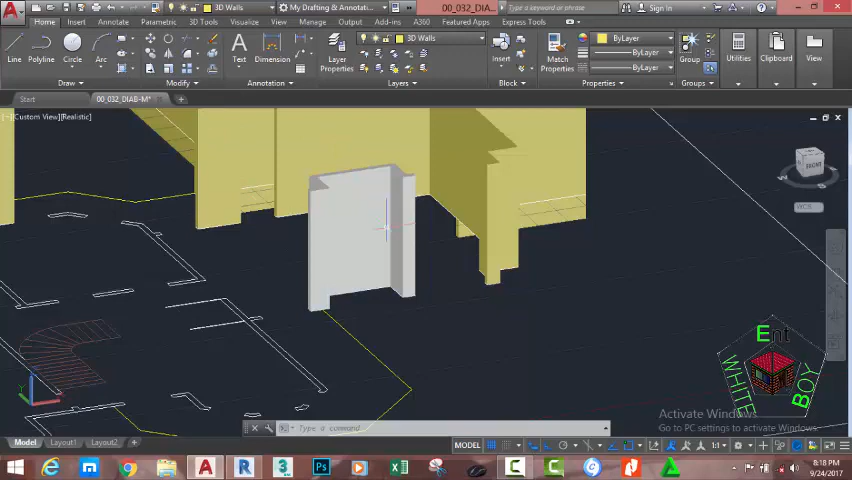 3D Walls
My Drafting & Annotation
00_032_DIA...
Type a keyword or phrase
Sign In
Home Insert Annotate Parametric 3D Tools View Manage Output Add-ins A360 Featured Apps Express Tools
Line Polyline Circle Arc
Text Dimension
Layer Properties
3D Walls
Insert
Match Properties
ByLayer
ByLayer
ByLayer
Group
Utilities Clipboard View
Draw Modify Annotation Layers Block Properties Groups
Start 00_032_DIAB-M*
[-][Custom View][Realistic]
FRONT
WCS
Ent
WHITE BOY
Activate Windows
Go to PC settings to activate Windows.
Type a command
Model Layout1 Layout2 +
MODEL
1:1
8:18 PM
9/24/2017